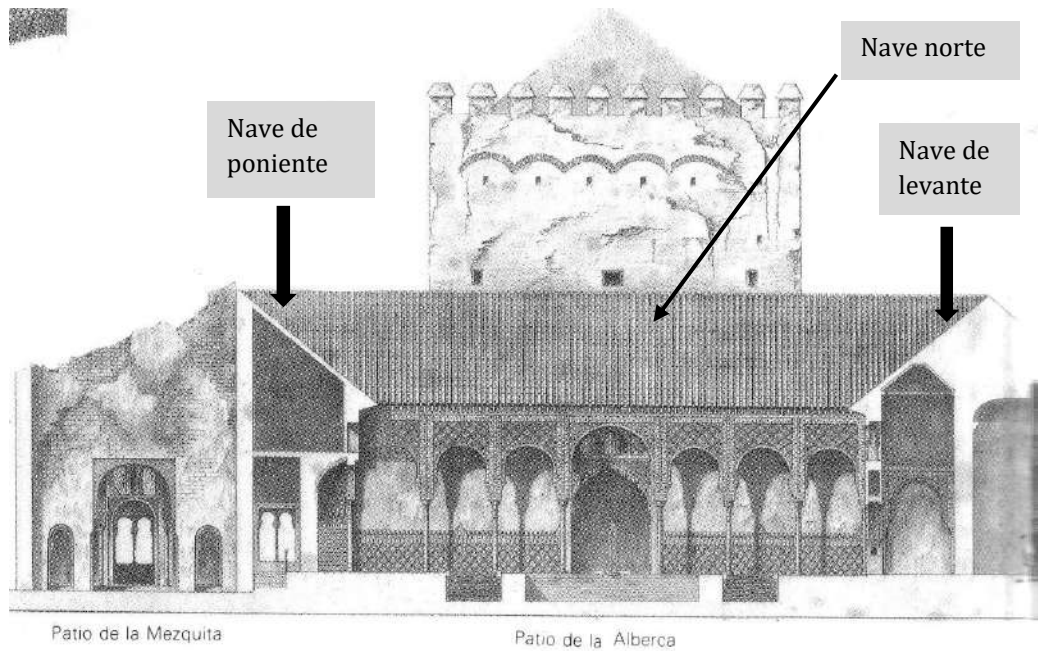 Nave norte
Nave de
poniente
Nave de
levante
Patio de la Mezquita
Patio de la Alberca